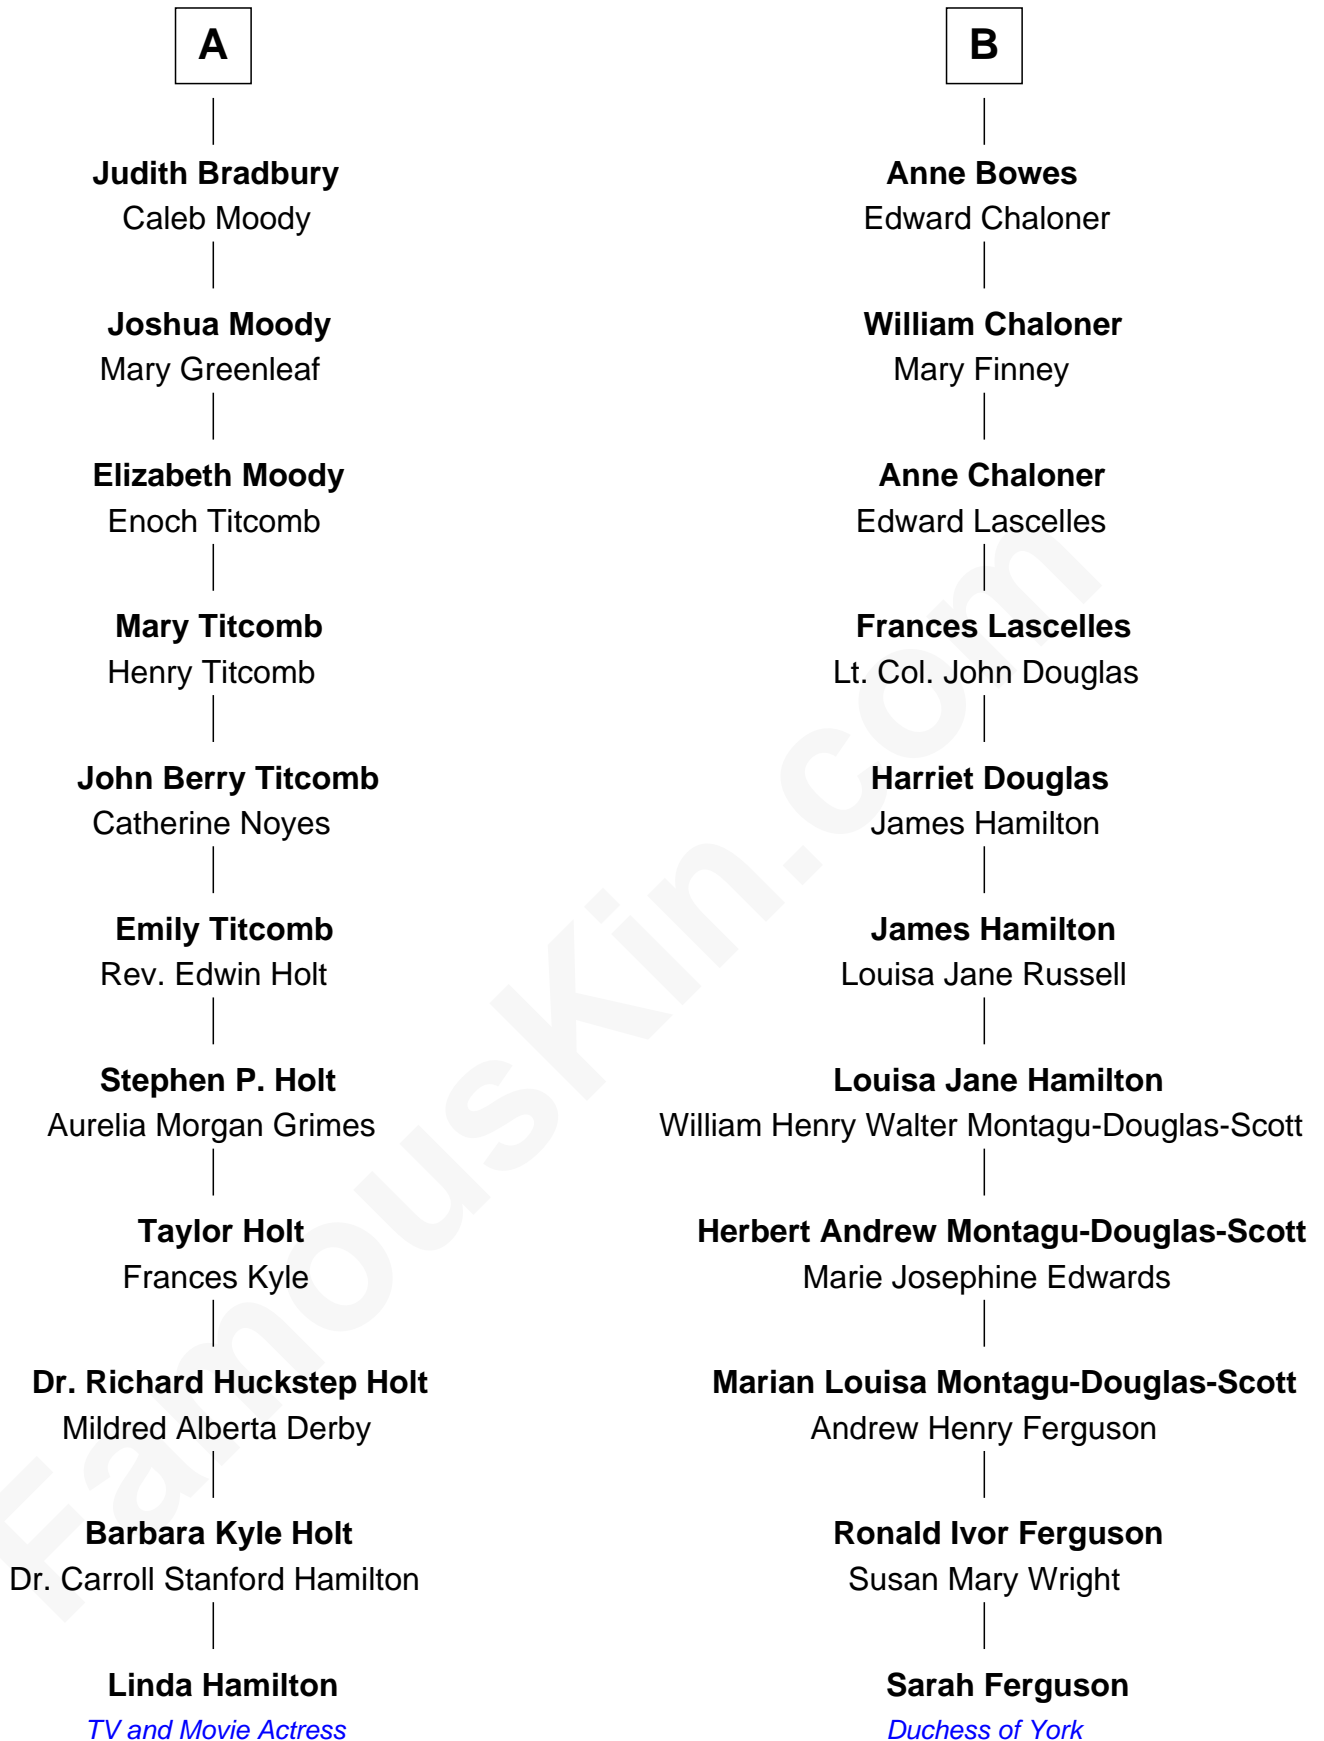 A
Judith Bradbury
Caleb Moody
Joshua Moody
Mary Greenleaf
Elizabeth Moody
Enoch Titcomb
Mary Titcomb
Henry Titcomb
John Berry Titcomb
Catherine Noyes
Emily Titcomb
Rev. Edwin Holt
Stephen P. Holt
Aurelia Morgan Grimes
Taylor Holt
Frances Kyle
Dr. Richard Huckstep Holt
Mildred Alberta Derby
Barbara Kyle Holt
Dr. Carroll Stanford Hamilton
Linda Hamilton
TV and Movie Actress
B
Anne Bowes
Edward Chaloner
William Chaloner
Mary Finney
Anne Chaloner
Edward Lascelles
Frances Lascelles
Lt. Col. John Douglas
Harriet Douglas
James Hamilton
James Hamilton
Louisa Jane Russell
Louisa Jane Hamilton
William Henry Walter Montagu-Douglas-Scott
Herbert Andrew Montagu-Douglas-Scott
Marie Josephine Edwards
Marian Louisa Montagu-Douglas-Scott
Andrew Henry Ferguson
Ronald Ivor Ferguson
Susan Mary Wright
Sarah Ferguson
Duchess of York
FamousKin.com